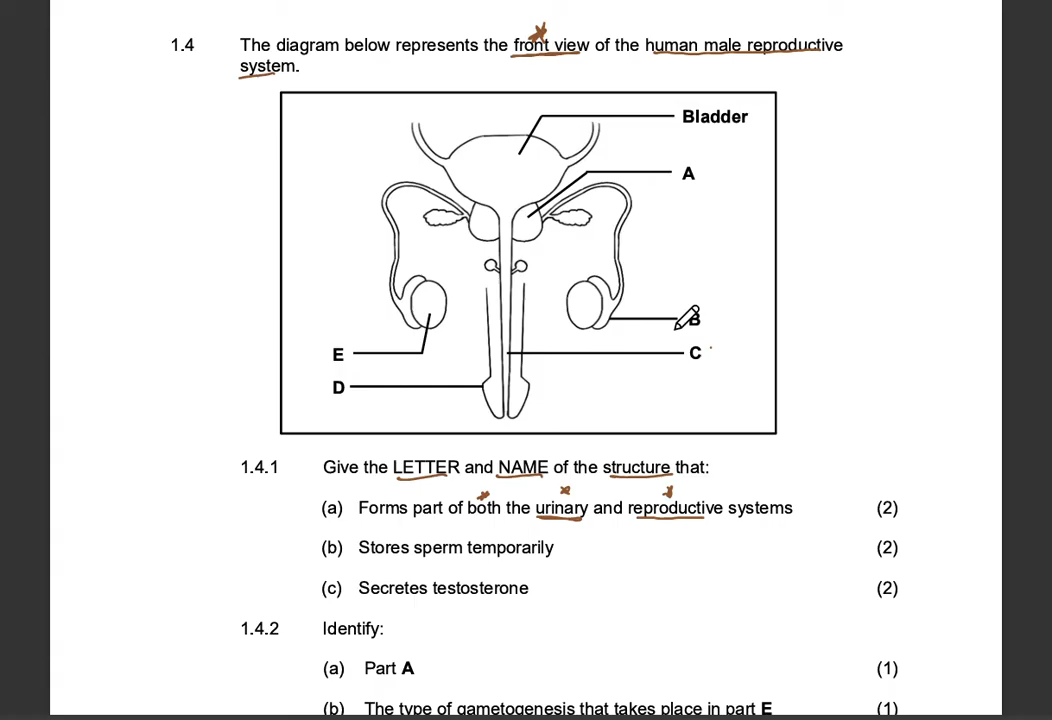 1.4 The diagram below represents the front view of the human male reproductive
system.
Bladder
A
B
C
E
D
1.4.1 Give the LETTER and NAME of the structure that:
(a) Forms part of both the urinary and reproductive systems (2)
(b) Stores sperm temporarily (2)
(c) Secretes testosterone (2)
1.4.2 Identify:
(a) Part A (1)
(b) The type of gametogenesis that takes place in part E (1)